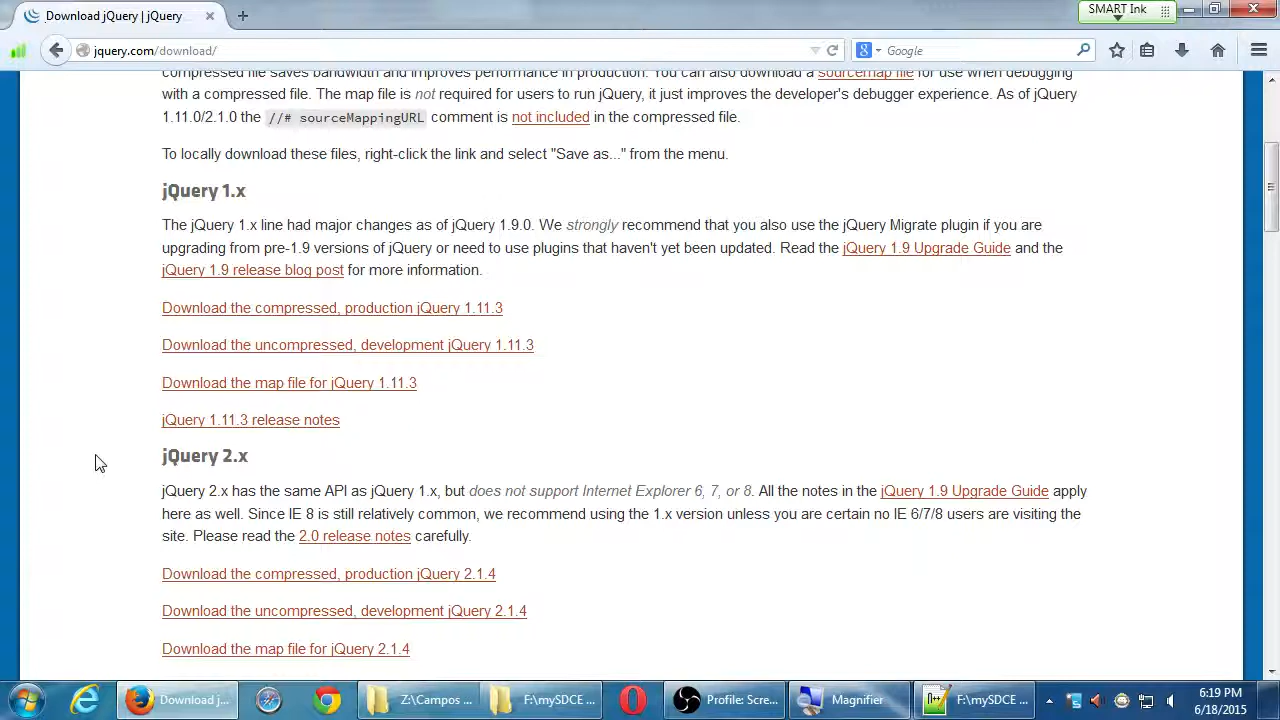 Download jQuery | jQuery
SMART Ink
jquery.com/download/
Google
compressed file saves bandwidth and improves performance in production. You can also download a sourcemap file for use when debugging
with a compressed file. The map file is not required for users to run jQuery, it just improves the developer's debugger experience. As of jQuery
1.11.0/2.1.0 the //# sourceMappingURL comment is not included in the compressed file.
To locally download these files, right-click the link and select "Save as..." from the menu.
jQuery 1.x
The jQuery 1.x line had major changes as of jQuery 1.9.0. We strongly recommend that you also use the jQuery Migrate plugin if you are
upgrading from pre-1.9 versions of jQuery or need to use plugins that haven't yet been updated. Read the jQuery 1.9 Upgrade Guide and the
jQuery 1.9 release blog post for more information.
Download the compressed, production jQuery 1.11.3
Download the uncompressed, development jQuery 1.11.3
Download the map file for jQuery 1.11.3
jQuery 1.11.3 release notes
jQuery 2.x
jQuery 2.x has the same API as jQuery 1.x, but does not support Internet Explorer 6, 7, or 8. All the notes in the jQuery 1.9 Upgrade Guide apply
here as well. Since IE 8 is still relatively common, we recommend using the 1.x version unless you are certain no IE 6/7/8 users are visiting the
site. Please read the 2.0 release notes carefully.
Download the compressed, production jQuery 2.1.4
Download the uncompressed, development jQuery 2.1.4
Download the map file for jQuery 2.1.4
Download j...
Z:\Campos ...
F:\mySDCE ...
Profile: Scre...
Magnifier
F:\mySDCE ...
6:19 PM
6/18/2015